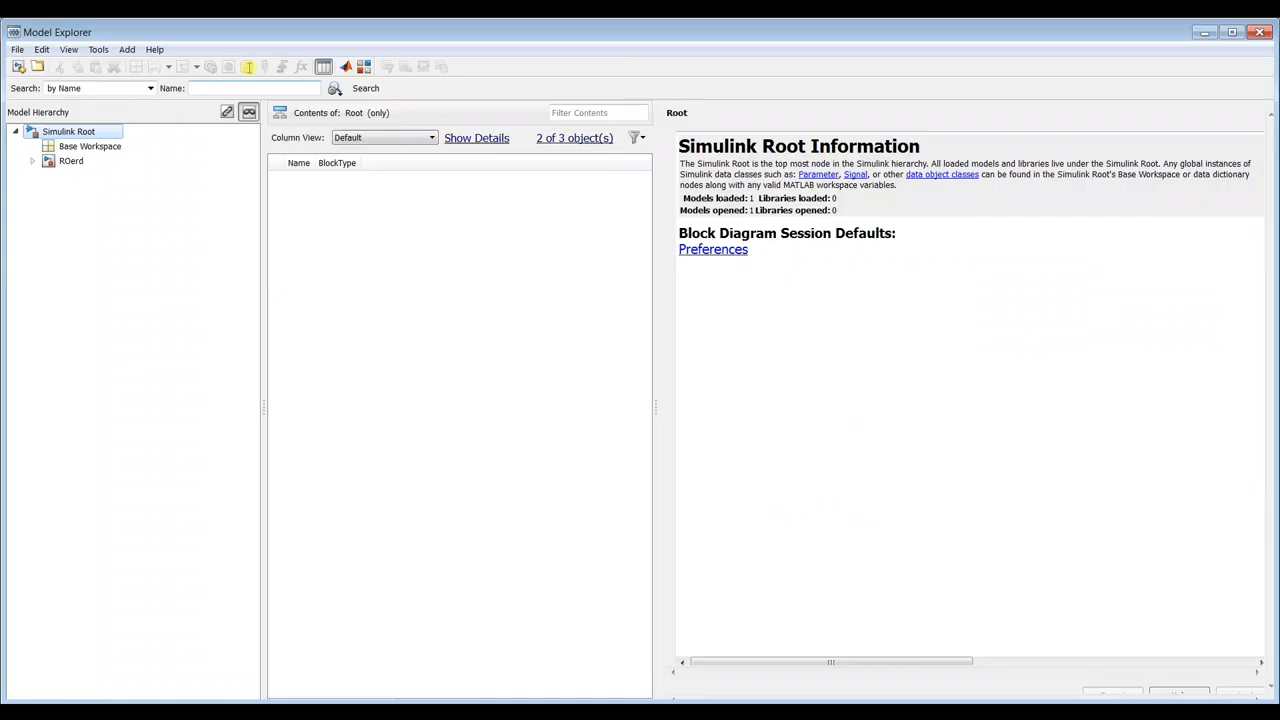 Model Explorer
File Edit View Tools Add Help
Search: by Name Name: Search
Model Hierarchy
Simulink Root
Base Workspace
ROerd
Contents of: Root (only) Filter Contents
Column View: Default Show Details 2 of 3 object(s)
Name BlockType
Root
Simulink Root Information
The Simulink Root is the top most node in the Simulink hierarchy. All loaded models and libraries live under the Simulink Root. Any global instances of
Simulink data classes such as: Parameter, Signal, or other data object classes can be found in the Simulink Root's Base Workspace or data dictionary
nodes along with any valid MATLAB workspace variables.
Models loaded: 1 Libraries loaded: 0
Models opened: 1 Libraries opened: 0
Block Diagram Session Defaults:
Preferences